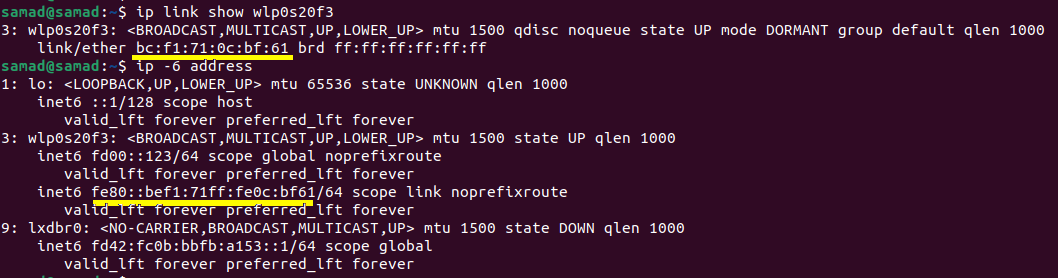 samad@samad:~$ ip link show wlp0s20f3
3: wlp0s20f3: <BROADCAST,MULTICAST,UP,LOWER_UP> mtu 1500 qdisc noqueue state UP mode DORMANT group default qlen 1000
    link/ether bc:f1:71:0c:bf:61 brd ff:ff:ff:ff:ff:ff
samad@samad:~$ ip -6 address
1: lo: <LOOPBACK,UP,LOWER_UP> mtu 65536 state UNKNOWN qlen 1000
    inet6 ::1/128 scope host
       valid_lft forever preferred_lft forever
3: wlp0s20f3: <BROADCAST,MULTICAST,UP,LOWER_UP> mtu 1500 state UP qlen 1000
    inet6 fd00::123/64 scope global noprefixroute
       valid_lft forever preferred_lft forever
    inet6 fe80::bef1:71ff:fe0c:bf61/64 scope link noprefixroute
       valid_lft forever preferred_lft forever
9: lxdbr0: <NO-CARRIER,BROADCAST,MULTICAST,UP> mtu 1500 state DOWN qlen 1000
    inet6 fd42:fc0b:bbfb:a153::1/64 scope global
       valid_lft forever preferred_lft forever